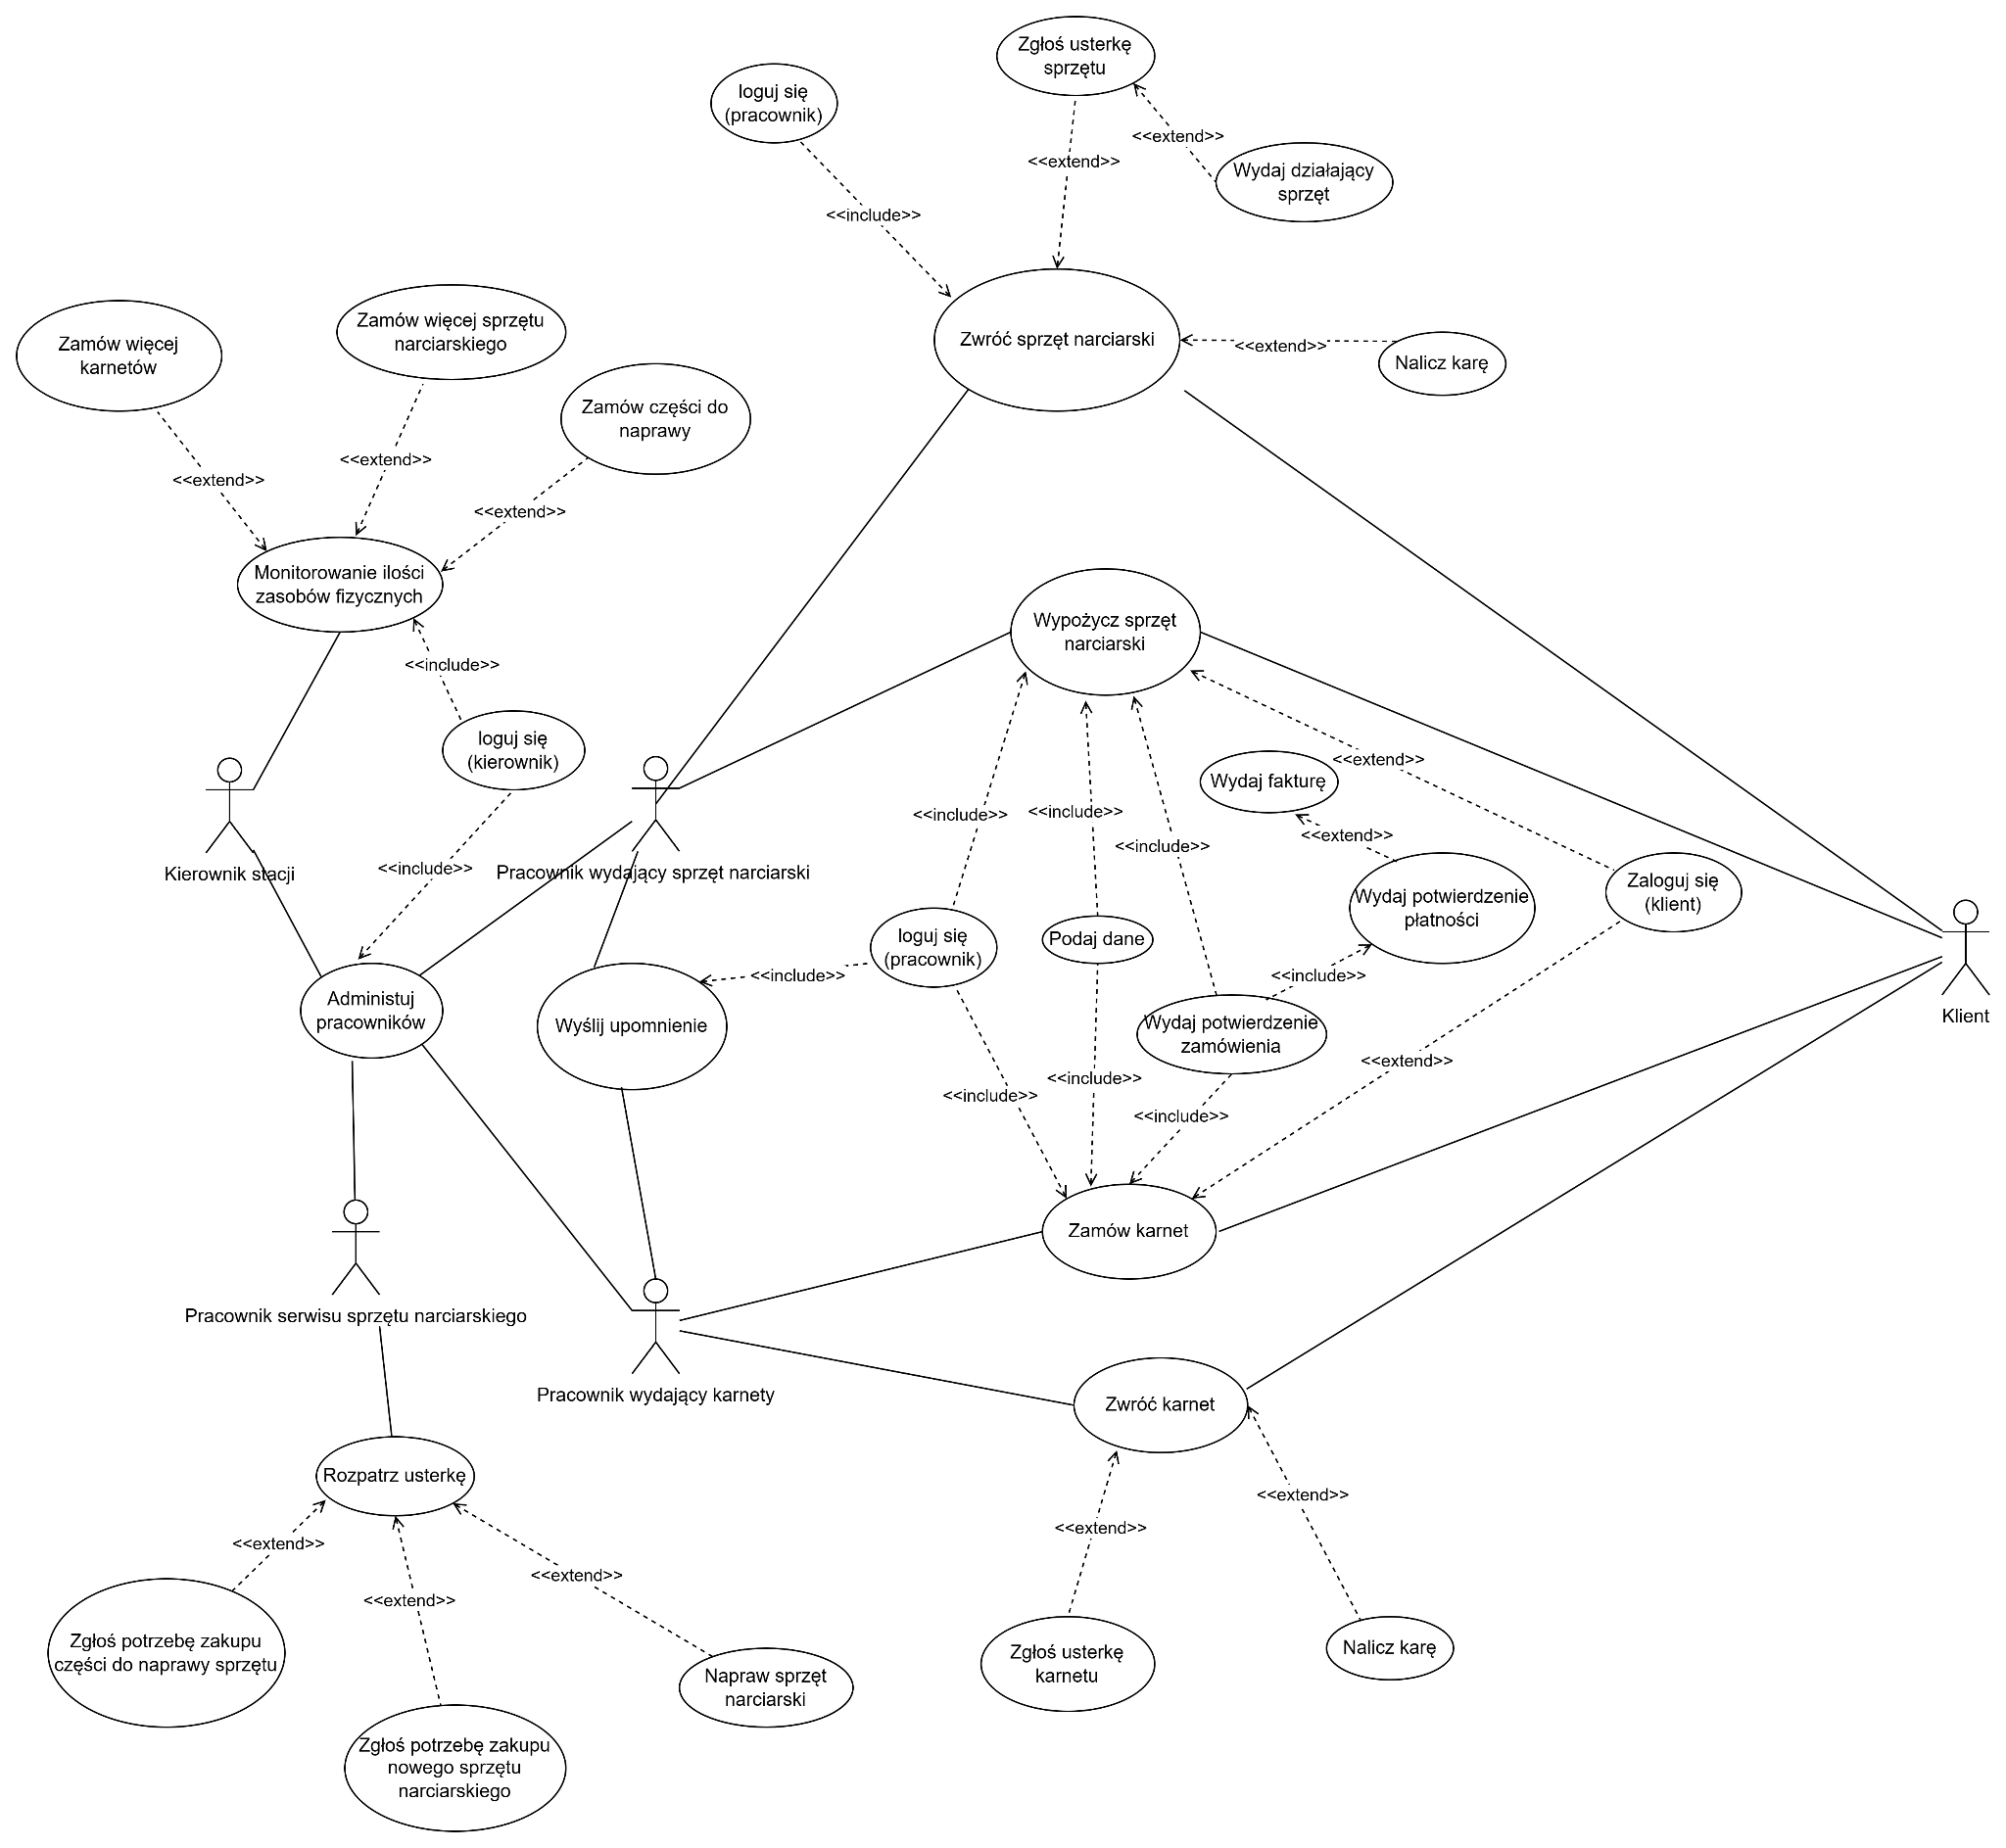 Zgłoś usterkę
sprzętu
loguj się
(pracownik)
<<extend>>
<<extend>>
Wydaj działający
sprzęt
<<include>>
Zamów więcej
karnetów
Zamów więcej sprzętu
narciarskiego
Zwróć sprzęt narciarski
<<extend>>
Nalicz karę
Zamów części do
naprawy
<<extend>>
<<extend>>
<<extend>>
Monitorowanie ilości
zasobów fizycznych
Wypożycz sprzęt
narciarski
<<include>>
loguj się
(kierownik)
<<extend>>
Wydaj fakturę
<<include>>
<<include>>
<<extend>>
<<include>>
<<include>>
Kierownik stacji
Pracownik wydający sprzęt narciarski
Wydaj potwierdzenie
płatności
Zaloguj się
(klient)
loguj się
(pracownik)
Podaj dane
<<include>>
<<include>>
Administuj
pracowników
Wyślij upomnienie
Wydaj potwierdzenie
zamówienia
Klient
<<extend>>
<<include>>
<<include>>
<<include>>
Zamów karnet
Pracownik serwisu sprzętu narciarskiego
Pracownik wydający karnety
Zwróć karnet
Rozpatrz usterkę
<<extend>>
<<extend>>
<<extend>>
<<extend>>
<<extend>>
Zgłoś potrzebę zakupu
części do naprawy sprzętu
Zgłoś usterkę
karnetu
Nalicz karę
Napraw sprzęt
narciarski
Zgłoś potrzebę zakupu
nowego sprzętu
narciarskiego